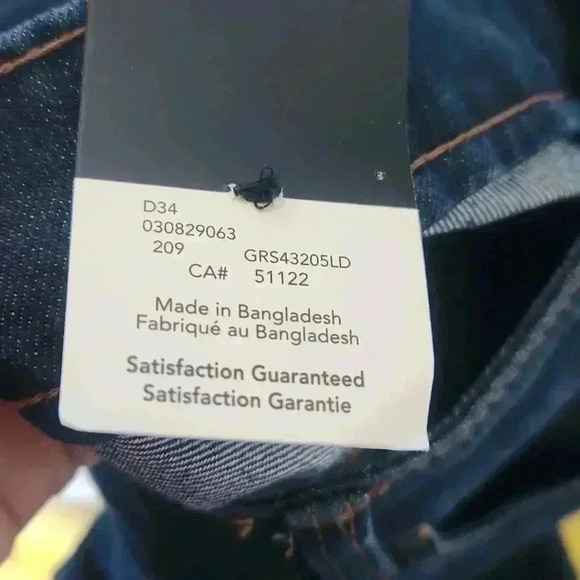 D34
030829063
209 GRS43205LD
CA# 51122
Made in Bangladesh
Fabriqué au Bangladesh
Satisfaction Guaranteed
Satisfaction Garantie